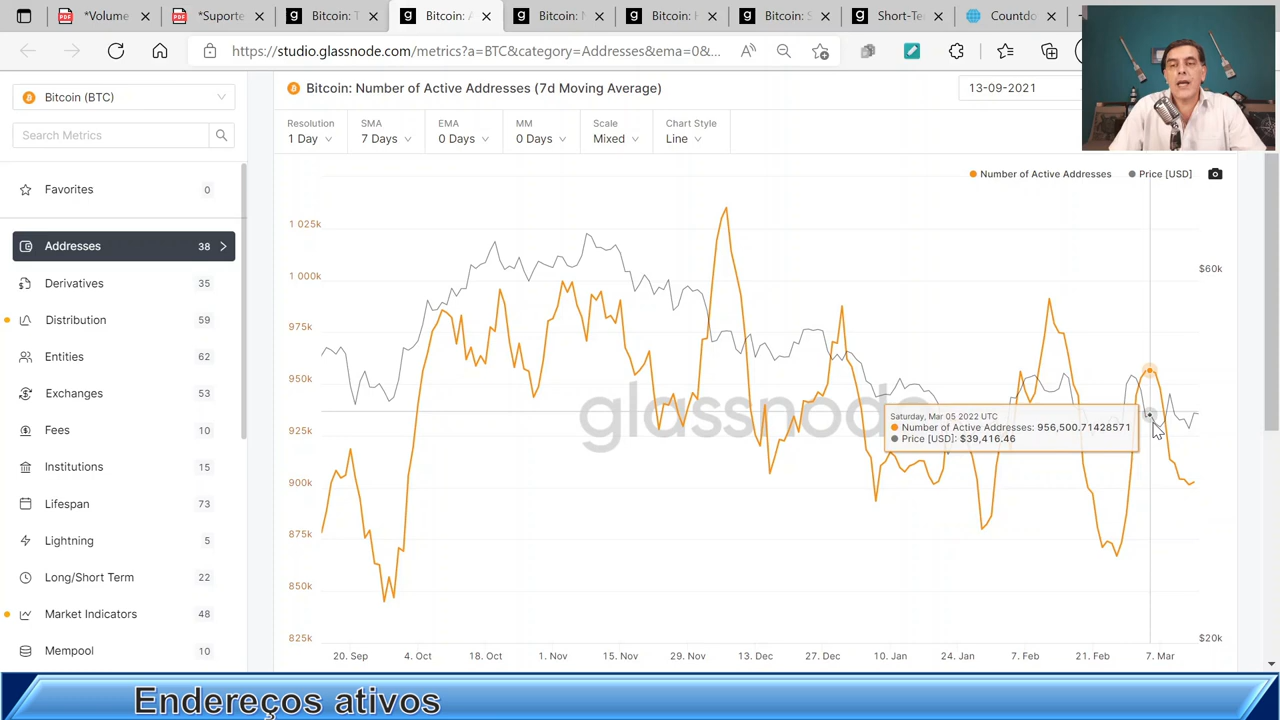 *Volume
*Suporte
Bitcoin: T
Bitcoin: A
Bitcoin: N
Bitcoin: H
Bitcoin: S
Short-Te
Countdo
https://studio.glassnode.com/metrics?a=BTC&category=Addresses&ema=0&...
Bitcoin (BTC)
Search Metrics
Favorites 0
Addresses 38
Derivatives 35
Distribution 59
Entities 62
Exchanges 53
Fees 10
Institutions 15
Lifespan 73
Lightning 5
Long/Short Term 22
Market Indicators 48
Mempool 10
Bitcoin: Number of Active Addresses (7d Moving Average)
13-09-2021
Resolution
1 Day
SMA
7 Days
EMA
0 Days
MM
0 Days
Scale
Mixed
Chart Style
Line
Number of Active Addresses Price [USD]
1 025k
1 000k
975k
950k
925k
900k
875k
850k
825k
$60k
$20k
glassnode
Saturday, Mar 05 2022 UTC
Number of Active Addresses: 956,500.71428571
Price [USD]: $39,416.46
20. Sep 4. Oct 18. Oct 1. Nov 15. Nov 29. Nov 13. Dec 27. Dec 10. Jan 24. Jan 7. Feb 21. Feb 7. Mar
Endereços ativos